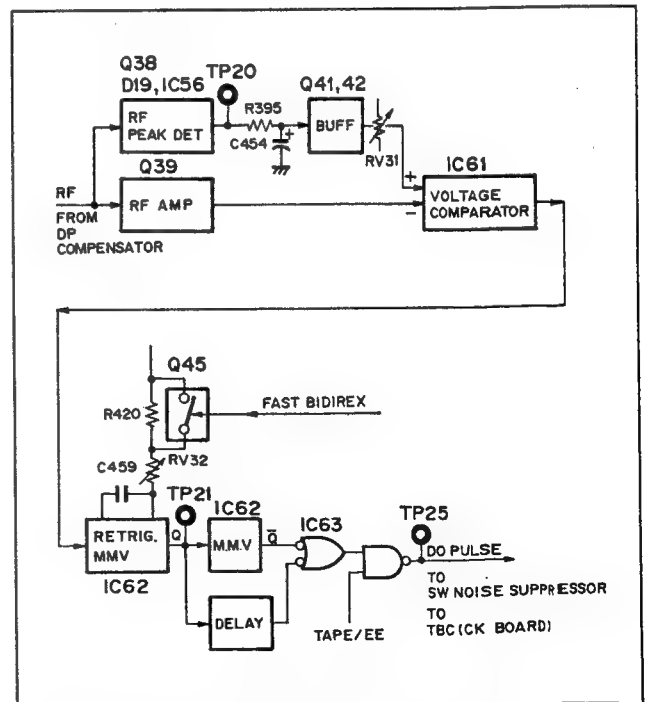 Q38
D19, IC56
TP20
RF
PEAK DET
R395
C454
+
Q41, 42
BUFF
RV31
Q39
RF AMP
RF
FROM
DP
COMPENSATOR
IC61
+
-
VOLTAGE
COMPARATOR
Q45
R420
FAST BIDIREX
C459
RV32
TP21
IC62
RETRIG.
MMV
Q
IC62
M.M.V
Q̅
IC63
TP25
DO PULSE
DELAY
TAPE/EE
TO
SW NOISE SUPPRESSOR
TO
TBC (CK BOARD)